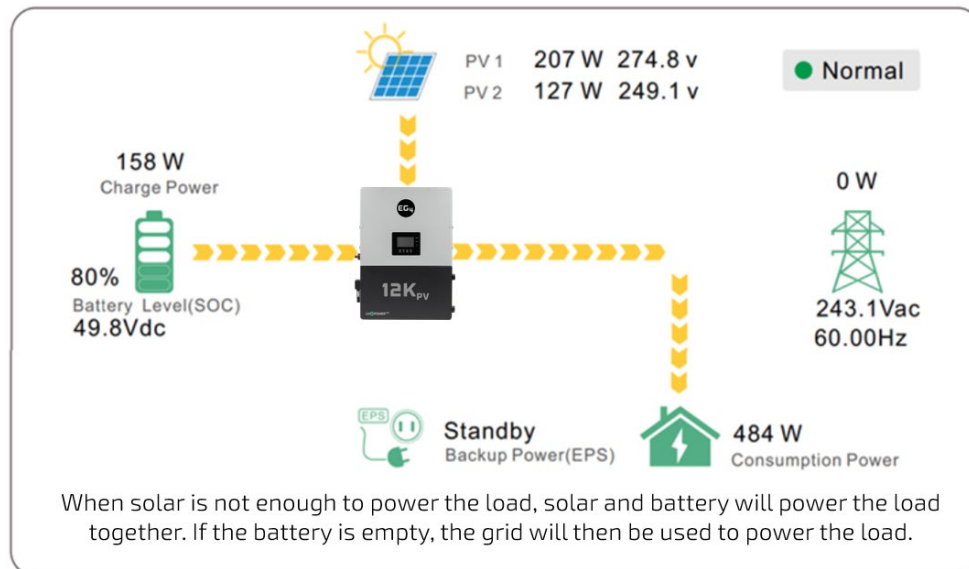 PV 1 207 W 274.8 v
PV 2 127 W 249.1 v
Normal
158 W
Charge Power
0 W
EG4
80%
Battery Level(SOC)
49.8Vdc
12K PV
243.1Vac
60.00Hz
EPS
Standby
Backup Power(EPS)
484 W
Consumption Power
When solar is not enough to power the load, solar and battery will power the load
together. If the battery is empty, the grid will then be used to power the load.